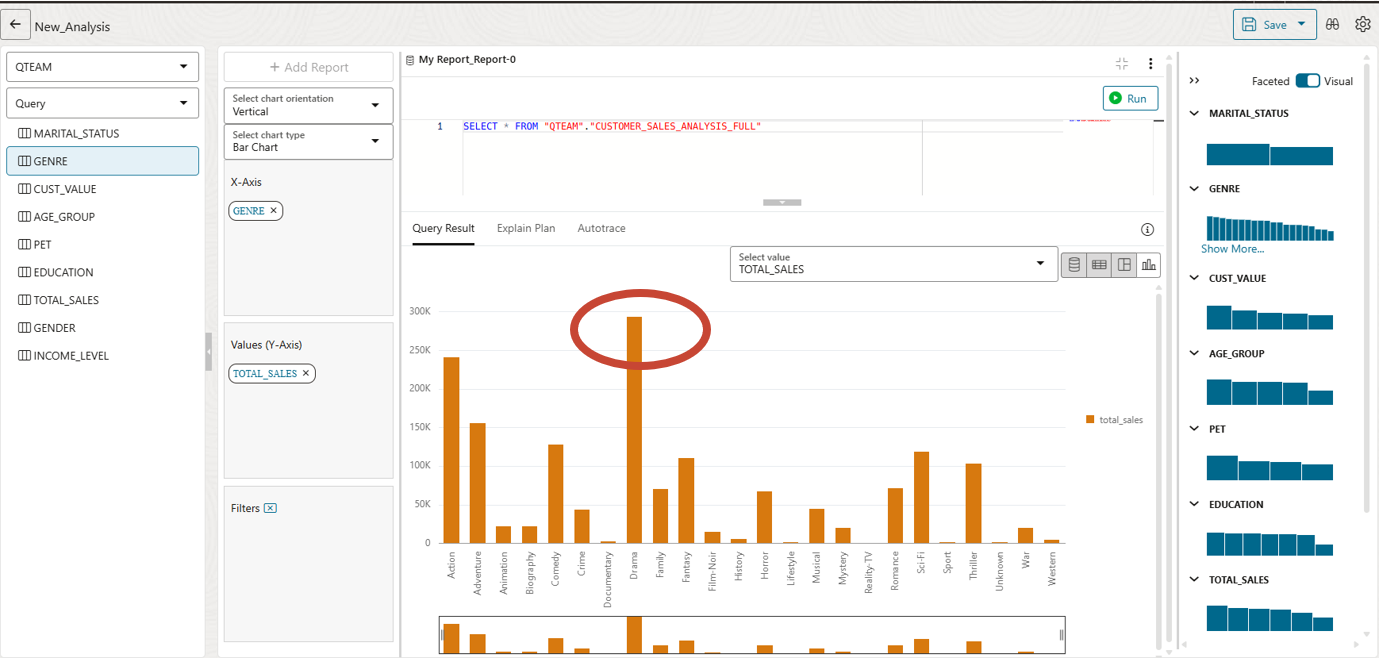 New_Analysis
Save
QTEAM
Query
MARITAL_STATUS
GENRE
CUST_VALUE
AGE_GROUP
PET
EDUCATION
TOTAL_SALES
GENDER
INCOME_LEVEL
+ Add Report
Select chart orientation
Vertical
Select chart type
Bar Chart
X-Axis
GENRE ×
Values (Y-Axis)
TOTAL_SALES ×
Filters
My Report_Report-0
Run
1 SELECT * FROM "QTEAM"."CUSTOMER_SALES_ANALYSIS_FULL"
Query Result Explain Plan Autotrace
Select value
TOTAL_SALES
300K
250K
200K
150K
100K
50K
0
Action
Adventure
Animation
Biography
Comedy
Crime
Documentary
Drama
Family
Fantasy
Film-Noir
History
Horror
Lifestyle
Musical
Mystery
Reality-TV
Romance
Sci-Fi
Sport
Thriller
Unknown
War
Western
total_sales
Faceted Visual
MARITAL_STATUS
GENRE
Show More...
CUST_VALUE
AGE_GROUP
PET
EDUCATION
TOTAL_SALES